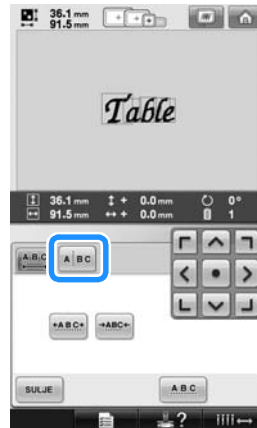 36.1 mm
91.5 mm
Table
36.1 mm + 0.0 mm 0°
91.5 mm + 0.0 mm 1
A B C A BC
+ABC+ →ABC←
SULJE A B C
?